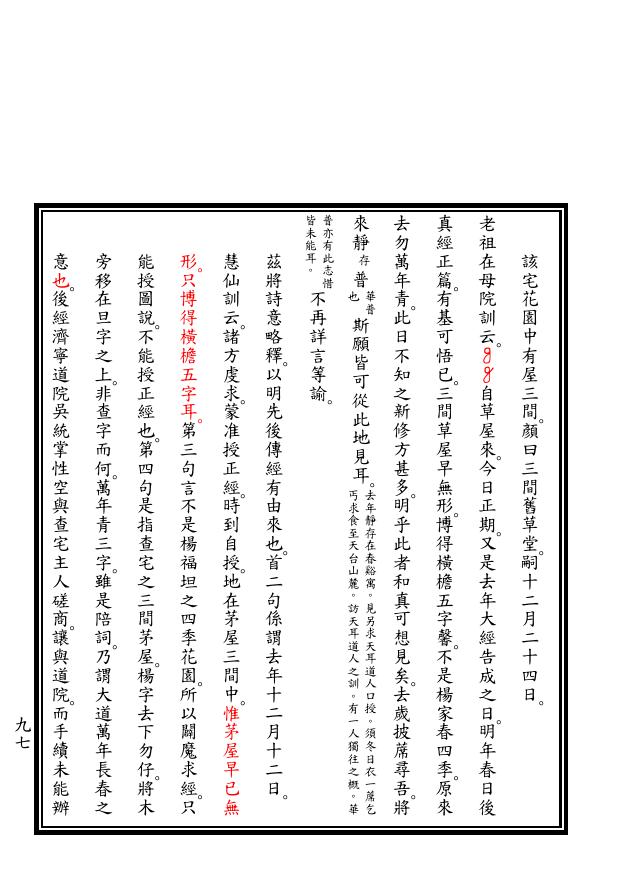 該宅花園中有屋三間。顏曰三間舊草堂。嗣十二月二十四日。
老祖在母院訓云。自草屋來。今日正期。又是去年大經告成之日。明年春日後
真經正篇。有基可悟已。三間草屋早無形。博得橫檐五字馨。不是楊家春四季。原來
去勿萬年青。此日不知之新修方甚多。明乎此者和真可想見矣。去歲披蓆尋吾。將
來靜存普華普也斯願皆可從此地見耳。去年靜存在春谿寓。見另求天耳道人口授。須冬日衣一蓆乞
丐求食至天台山麓。訪天耳道人之訓。有一人獨往之概。華
普亦有此志惜
皆未能耳。不再詳言等諭。
茲將詩意略釋。以明先後傳經有由來也。首二句係謂去年十二月十二日。
慧仙訓云。諸方虔求。蒙准授正經。時到自授。地在茅屋三間中。惟茅屋早已無
形。只博得橫檐五字耳。第三句言不是楊福坦之四季花園。所以闢魔求經。只
能授圖說。不能授正經也。第四句是指查宅之三間茅屋。楊字去下勿仔。將木
旁移在旦字之上。非查字而何。萬年青三字。雖是陪詞。乃謂大道萬年長春之
意也。後經濟寧道院吳統掌性空與查宅主人磋商。讓與道院。而手續未能辦
九七